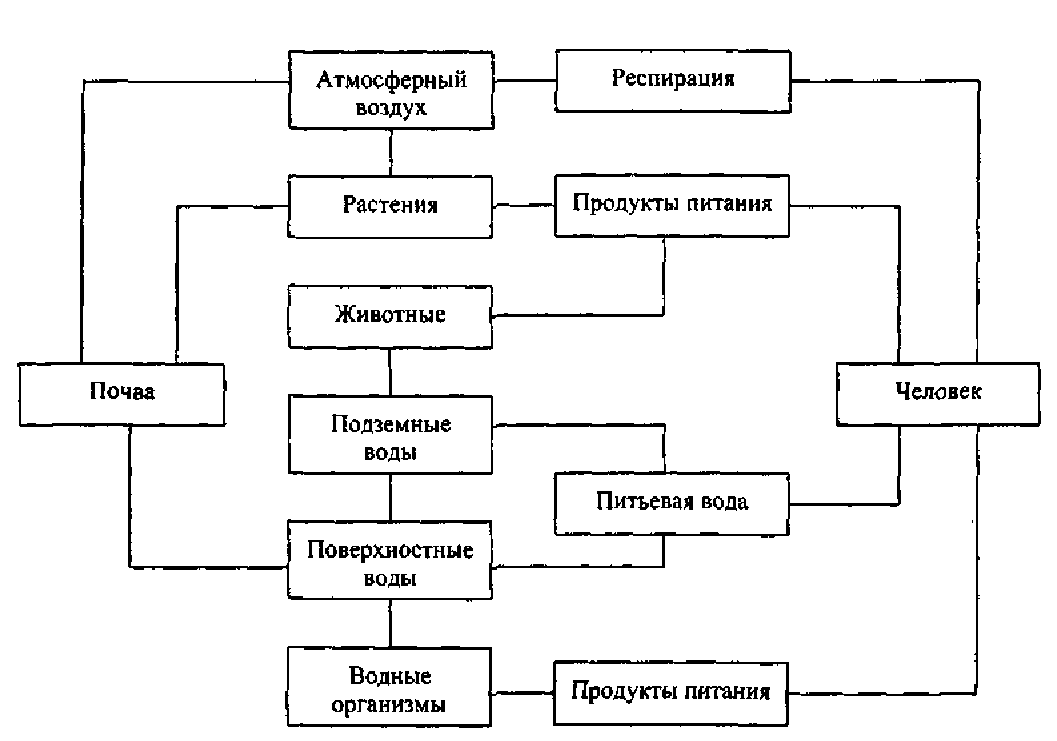 Атмосферный
воздух
Респирация
Растения
Продукты питания
Животные
Почва
Человек
Подземные
воды
Питьевая вода
Поверхностные
воды
Водные
организмы
Продукты питания